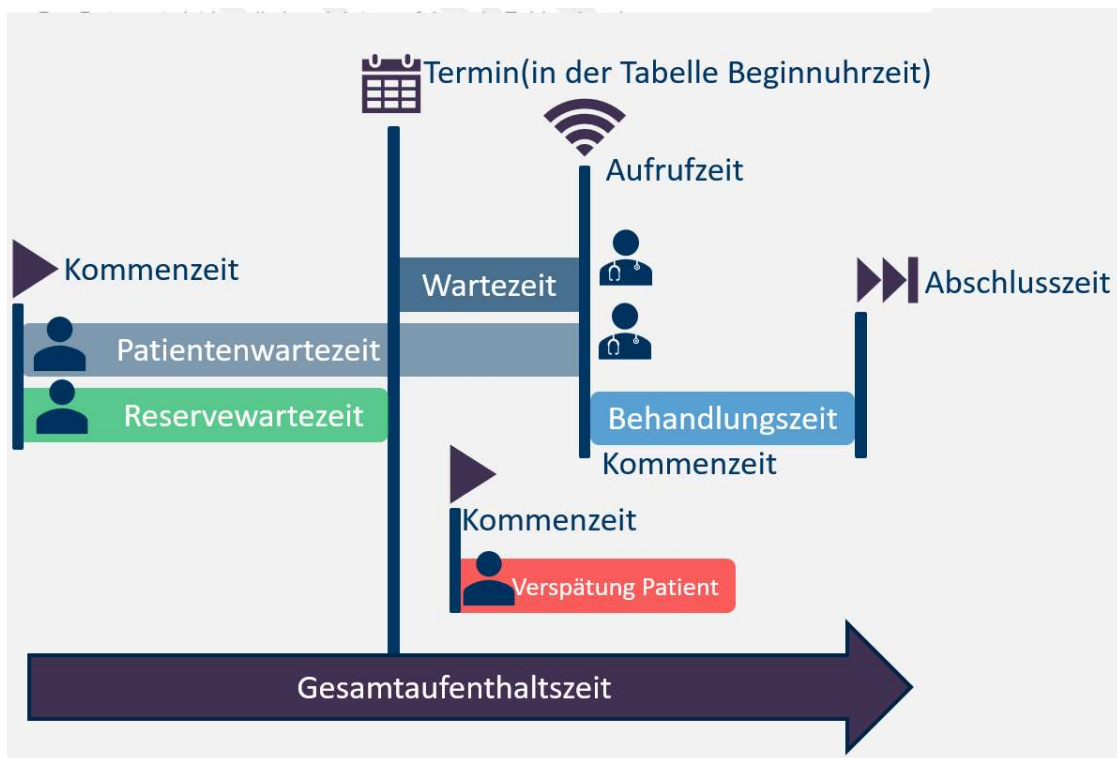 Termin(in der Tabelle Beginnuhrzeit)
Aufrufzeit
Kommenzeit
Wartezeit
Abschlusszeit
Patientenwartezeit
Reservewartezeit
Behandlungszeit
Kommenzeit
Kommenzeit
Verspätung Patient
Gesamtaufenthaltszeit